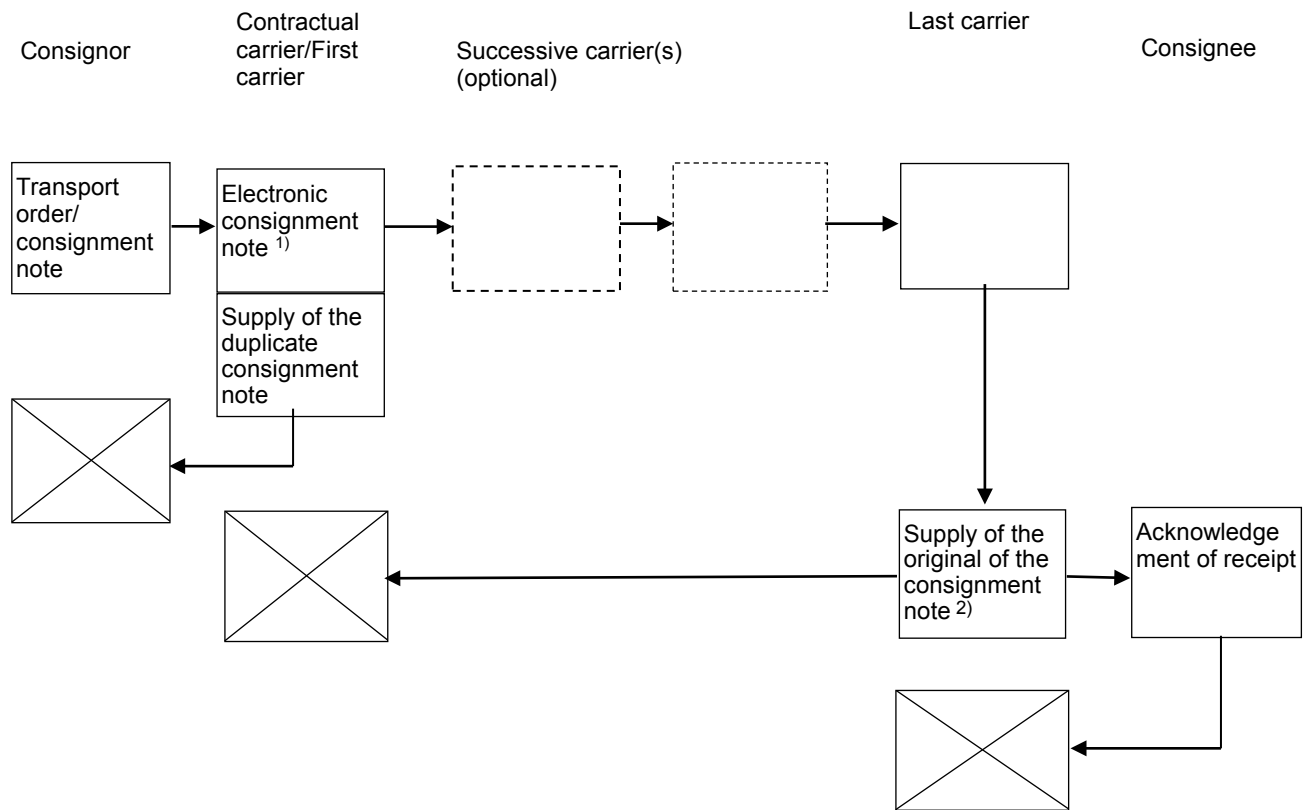 Consignor
Contractual
carrier/First
carrier
Successive carrier(s)
(optional)
Last carrier
Consignee
Transport
order/
consignment
note
Electronic
consignment
note 1)
Supply of the
duplicate
consignment
note
Supply of the
original of the
consignment
note 2)
Acknowledge
ment of receipt